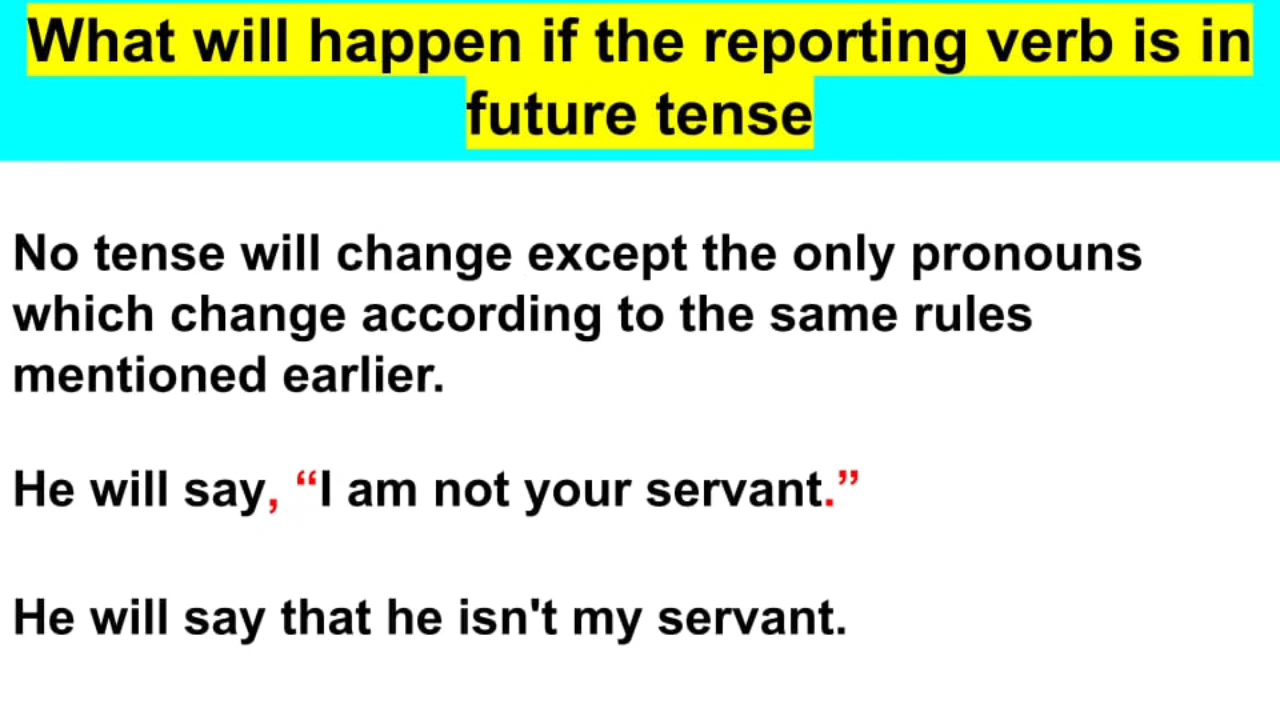 What will happen if the reporting verb is in
future tense
No tense will change except the only pronouns
which change according to the same rules
mentioned earlier.
He will say, “I am not your servant.”
He will say that he isn't my servant.